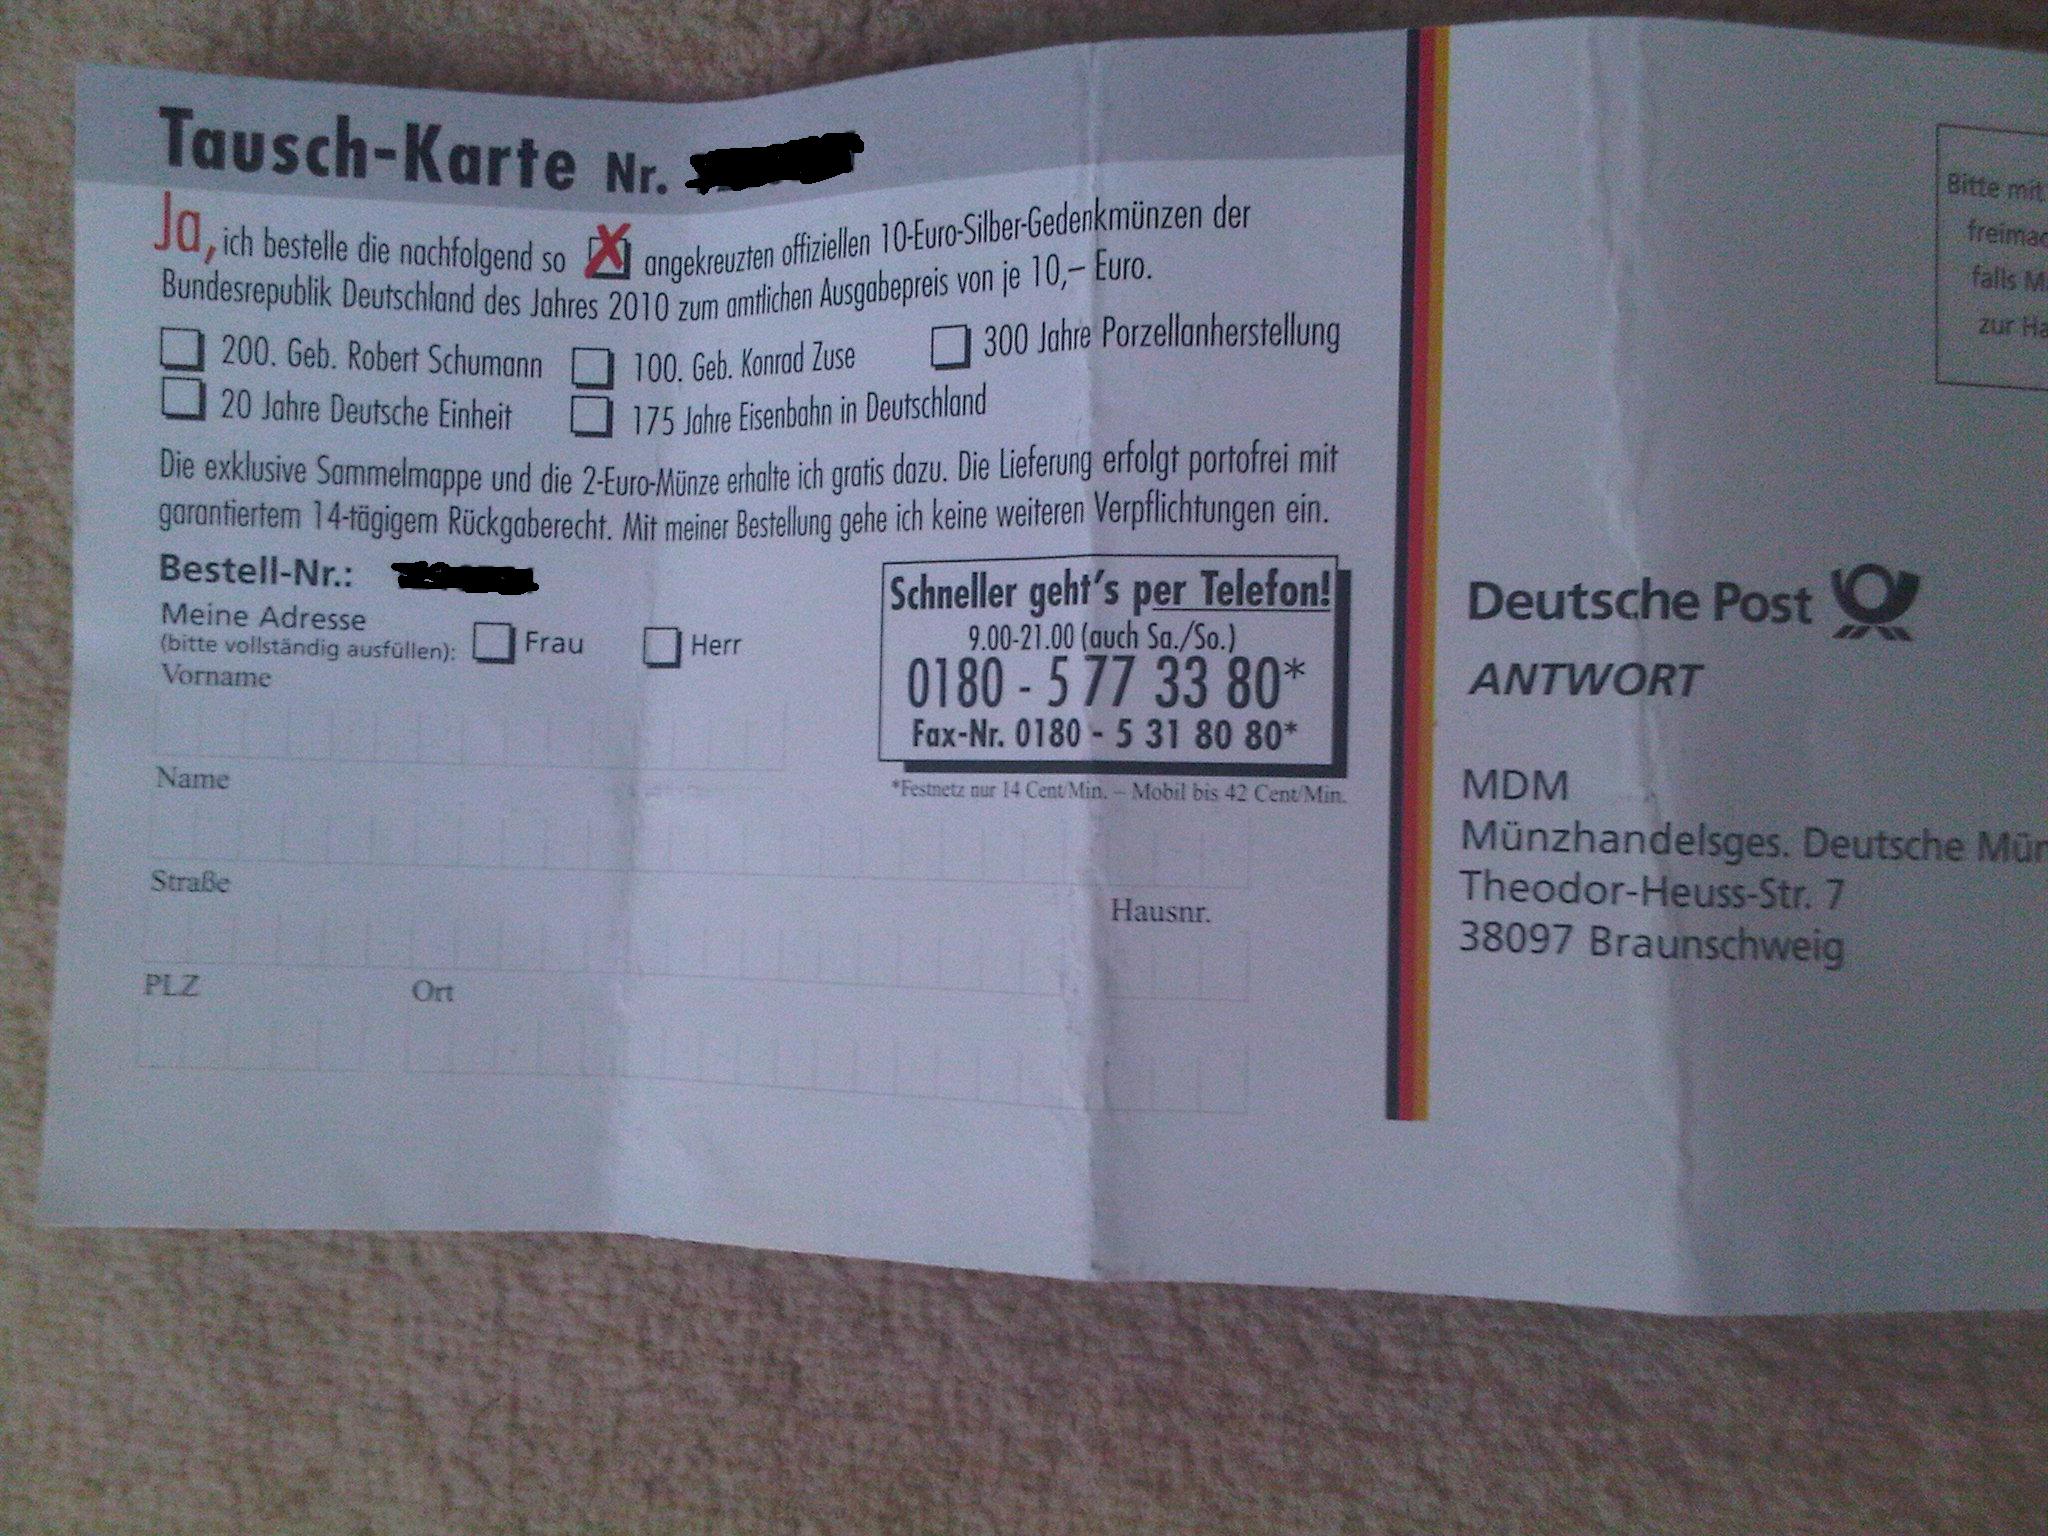 Tausch-Karte Nr.
Ja, ich bestelle die nachfolgend so angekreuzten offiziellen 10-Euro-Silber-Gedenkmünzen der
Bundesrepublik Deutschland des Jahres 2010 zum amtlichen Ausgabepreis von je 10,– Euro.
200. Geb. Robert Schumann 100. Geb. Konrad Zuse 300 Jahre Porzellanherstellung
20 Jahre Deutsche Einheit 175 Jahre Eisenbahn in Deutschland
Die exklusive Sammelmappe und die 2-Euro-Münze erhalte ich gratis dazu. Die Lieferung erfolgt portofrei mit
garantiertem 14-tägigem Rückgaberecht. Mit meiner Bestellung gehe ich keine weiteren Verpflichtungen ein.
Bestell-Nr.:
Meine Adresse
(bitte vollständig ausfüllen): Frau Herr
Vorname
Name
Straße
Hausnr.
PLZ Ort
Schneller geht's per Telefon!
9.00-21.00 (auch Sa./So.)
0180 - 5 77 33 80*
Fax-Nr. 0180 - 5 31 80 80*
*Festnetz nur 14 Cent/Min. – Mobil bis 42 Cent/Min.
Bitte mit
freimac
falls M
zur Ha
Deutsche Post
ANTWORT
MDM
Münzhandelsges. Deutsche Mün
Theodor-Heuss-Str. 7
38097 Braunschweig